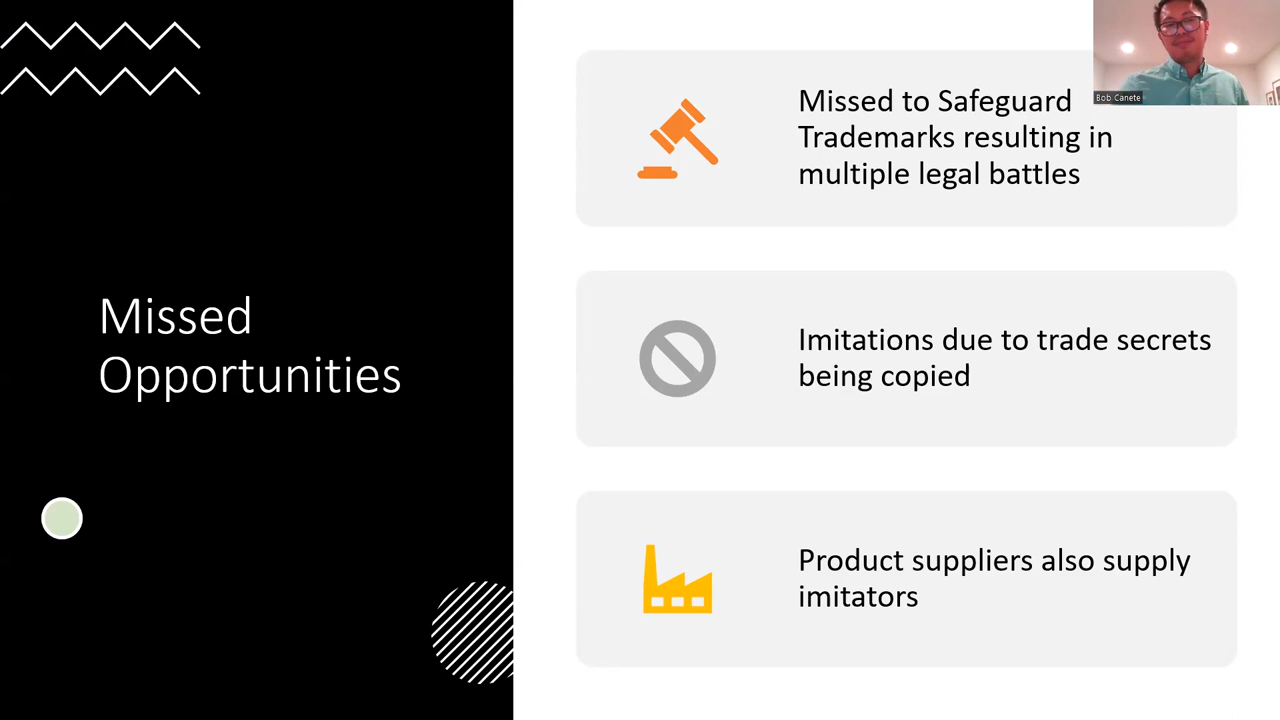 Missed
Opportunities
Missed to Safeguard
Trademarks resulting in
multiple legal battles
Imitations due to trade secrets
being copied
Product suppliers also supply
imitators
Bob Canete